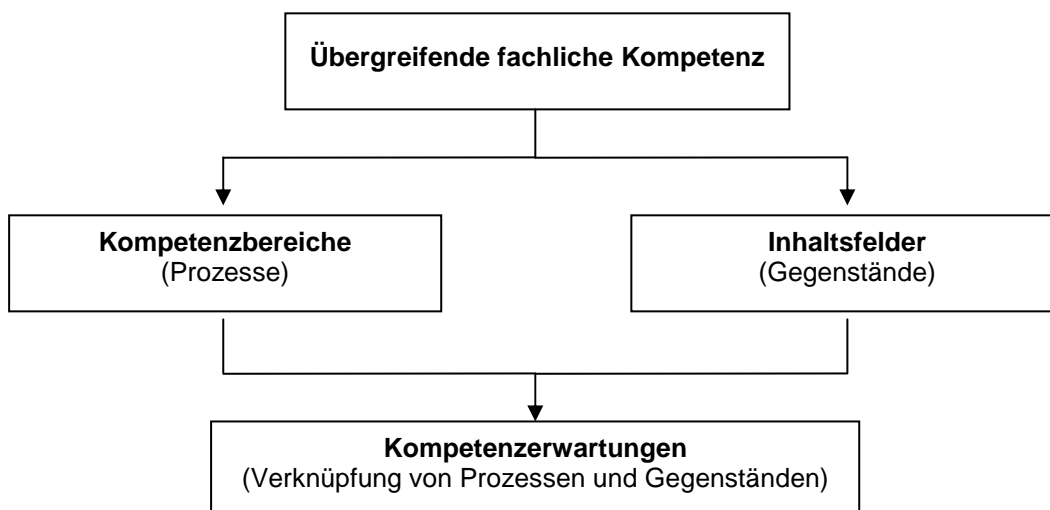 Übergreifende fachliche Kompetenz
Kompetenzbereiche
(Prozesse)
Inhaltsfelder
(Gegenstände)
Kompetenzerwartungen
(Verknüpfung von Prozessen und Gegenständen)